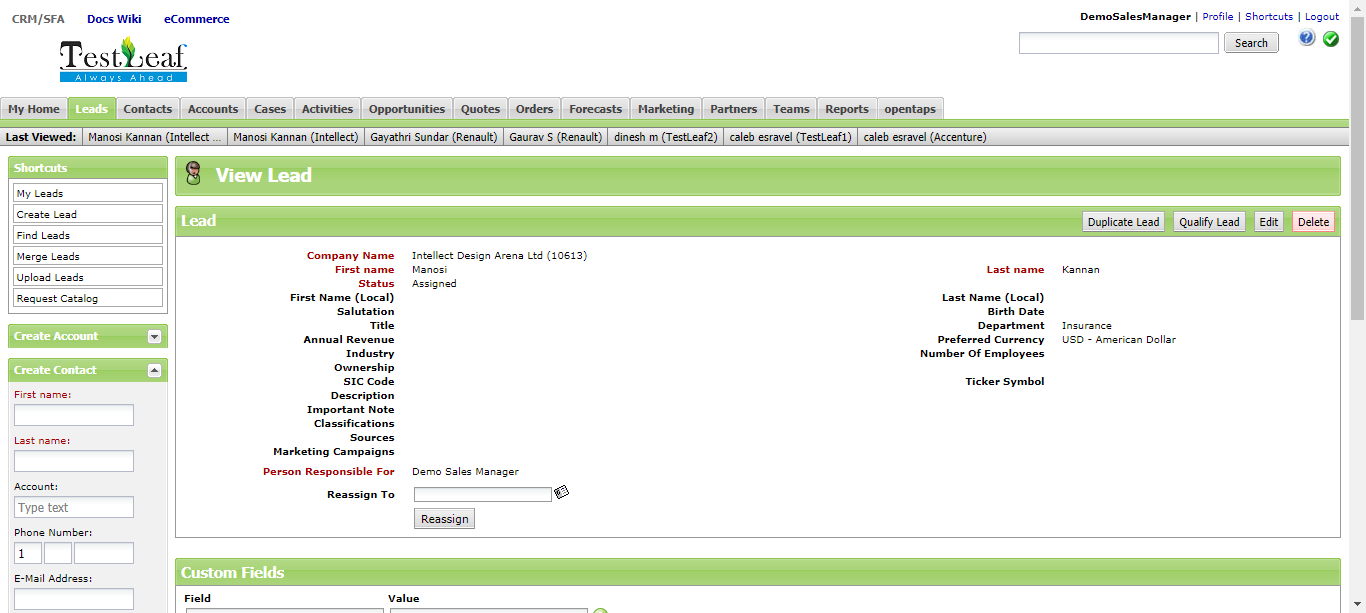 CRM/SFA Docs Wiki eCommerce
DemoSalesManager | Profile | Shortcuts | Logout
Search
TestLeaf
Always Ahead
My Home Leads Contacts Accounts Cases Activities Opportunities Quotes Orders Forecasts Marketing Partners Teams Reports opentaps
Last Viewed: Manosi Kannan (Intellect ... Manosi Kannan (Intellect) Gayathri Sundar (Renault) Gaurav S (Renault) dinesh m (TestLeaf2) caleb esravel (TestLeaf1) caleb esravel (Accenture)
Shortcuts
My Leads
Create Lead
Find Leads
Merge Leads
Upload Leads
Request Catalog
Create Account
Create Contact
First name:
Last name:
Account:
Type text
Phone Number:
1
E-Mail Address:
View Lead
Lead
Duplicate Lead Qualify Lead Edit Delete
Company Name Intellect Design Arena Ltd (10613)
First name Manosi Last name Kannan
Status Assigned
First Name (Local) Last Name (Local)
Salutation Birth Date
Title Department Insurance
Annual Revenue Preferred Currency USD - American Dollar
Industry Number Of Employees
Ownership
SIC Code Ticker Symbol
Description
Important Note
Classifications
Sources
Marketing Campaigns
Person Responsible For Demo Sales Manager
Reassign To
Reassign
Custom Fields
Field Value